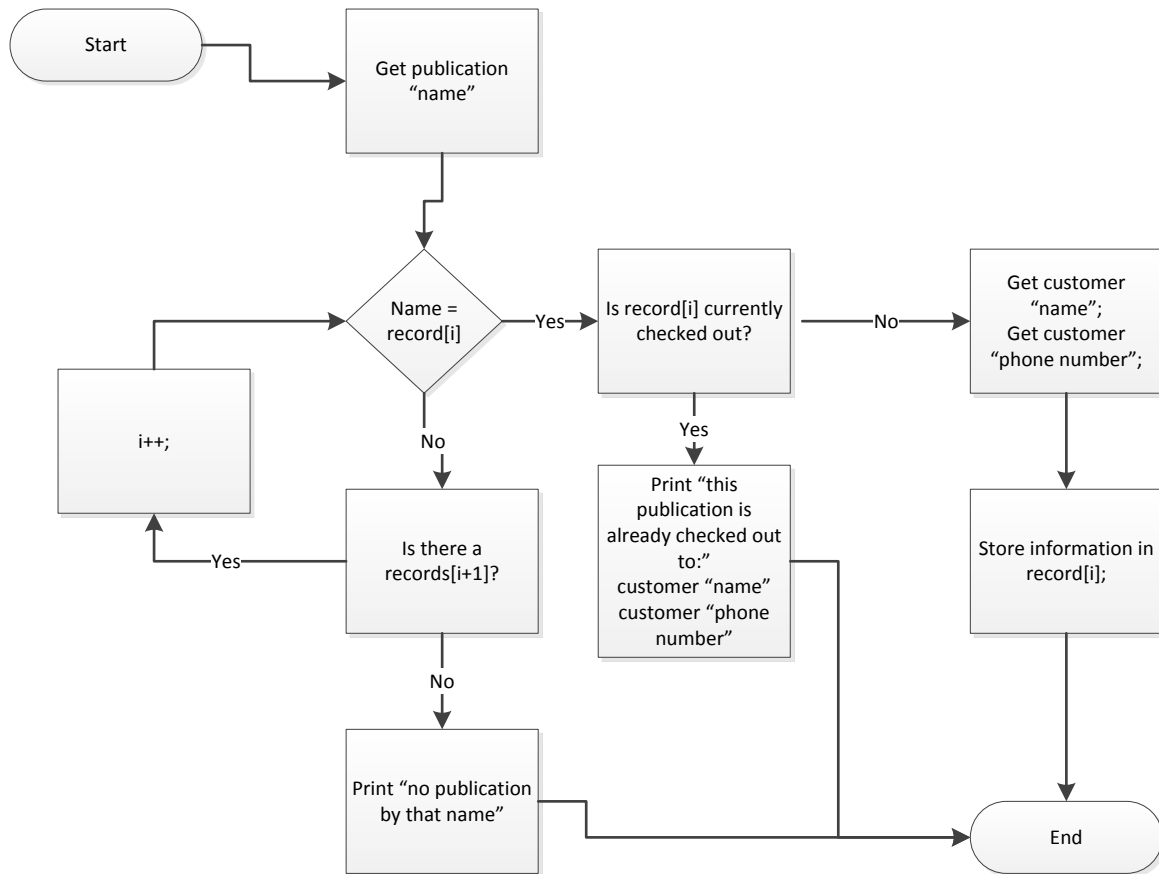 Start
Get publication
“name”
Name =
record[i]
Yes
Is record[i] currently
checked out?
No
Get customer
“name”;
Get customer
“phone number”;
i++;
No
Yes
Is there a
records[i+1]?
Yes
Print “this
publication is
already checked out
to:”
customer “name”
customer “phone
number”
Store information in
record[i];
No
Print “no publication
by that name”
End